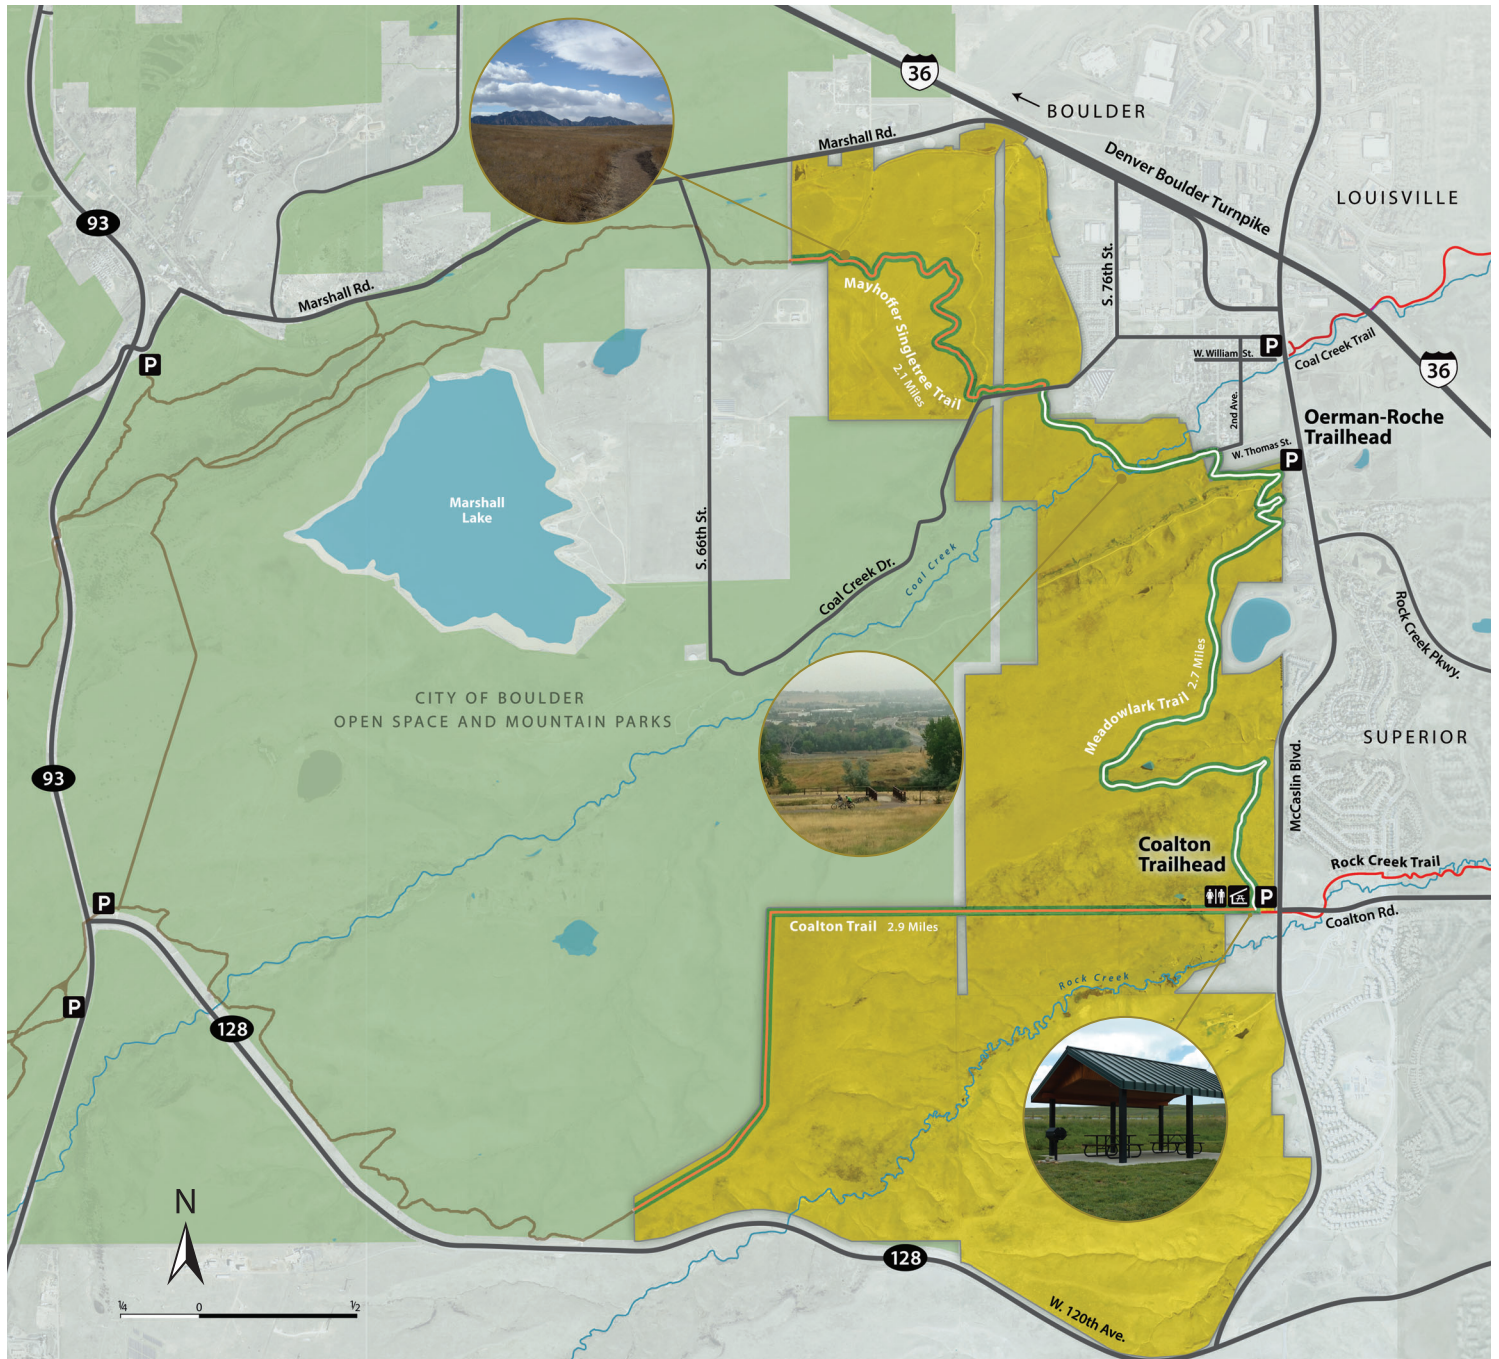 36
BOULDER
Marshall Rd.
Denver Boulder Turnpike
LOUISVILLE
93
Marshall Rd.
S. 76th St.
Mayhoffer Singletree Trail
2.1 Miles
P
W. William St.
Coal Creek Trail
P
36
2nd Ave.
Oerman-Roche
Trailhead
W. Thomas St.
P
Marshall
Lake
S. 66th St.
Coal Creek
Coal Creek Dr.
Rock Creek Pkwy.
CITY OF BOULDER
OPEN SPACE AND MOUNTAIN PARKS
Meadowlark Trail 2.7 Miles
SUPERIOR
93
McCaslin Blvd.
Coalton
Trailhead
Rock Creek Trail
P
P
Coalton Trail 2.9 Miles
Coalton Rd.
Rock Creek
P
128
N
128
¼ 0 ½
W. 120th Ave.